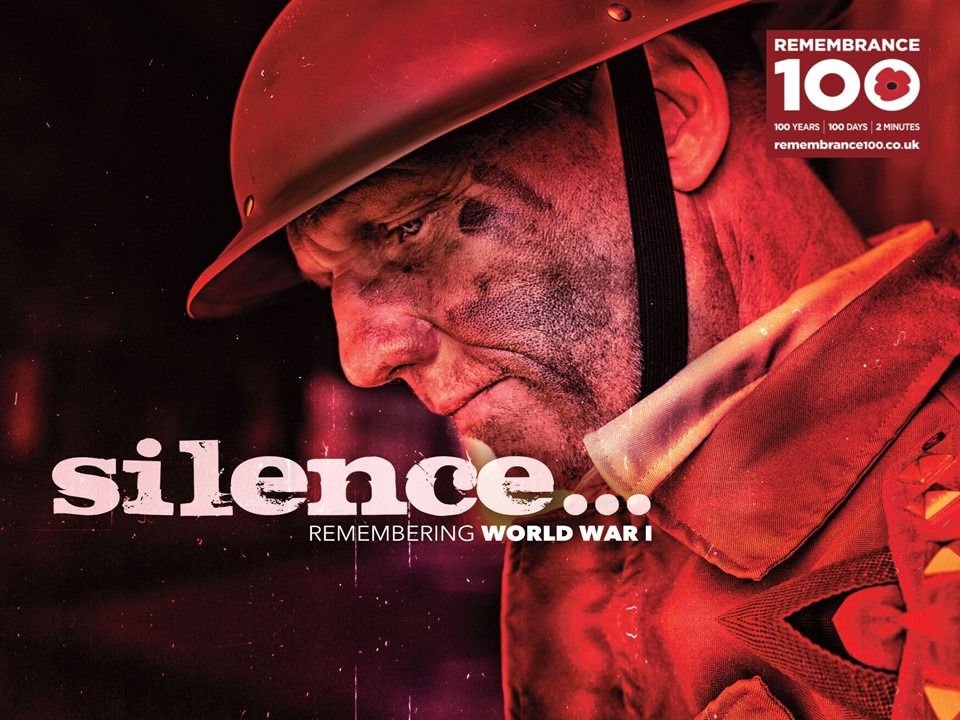 REMEMBRANCE
100
100 YEARS | 100 DAYS | 2 MINUTES
remembrance100.co.uk
silence...
REMEMBERING WORLD WAR I